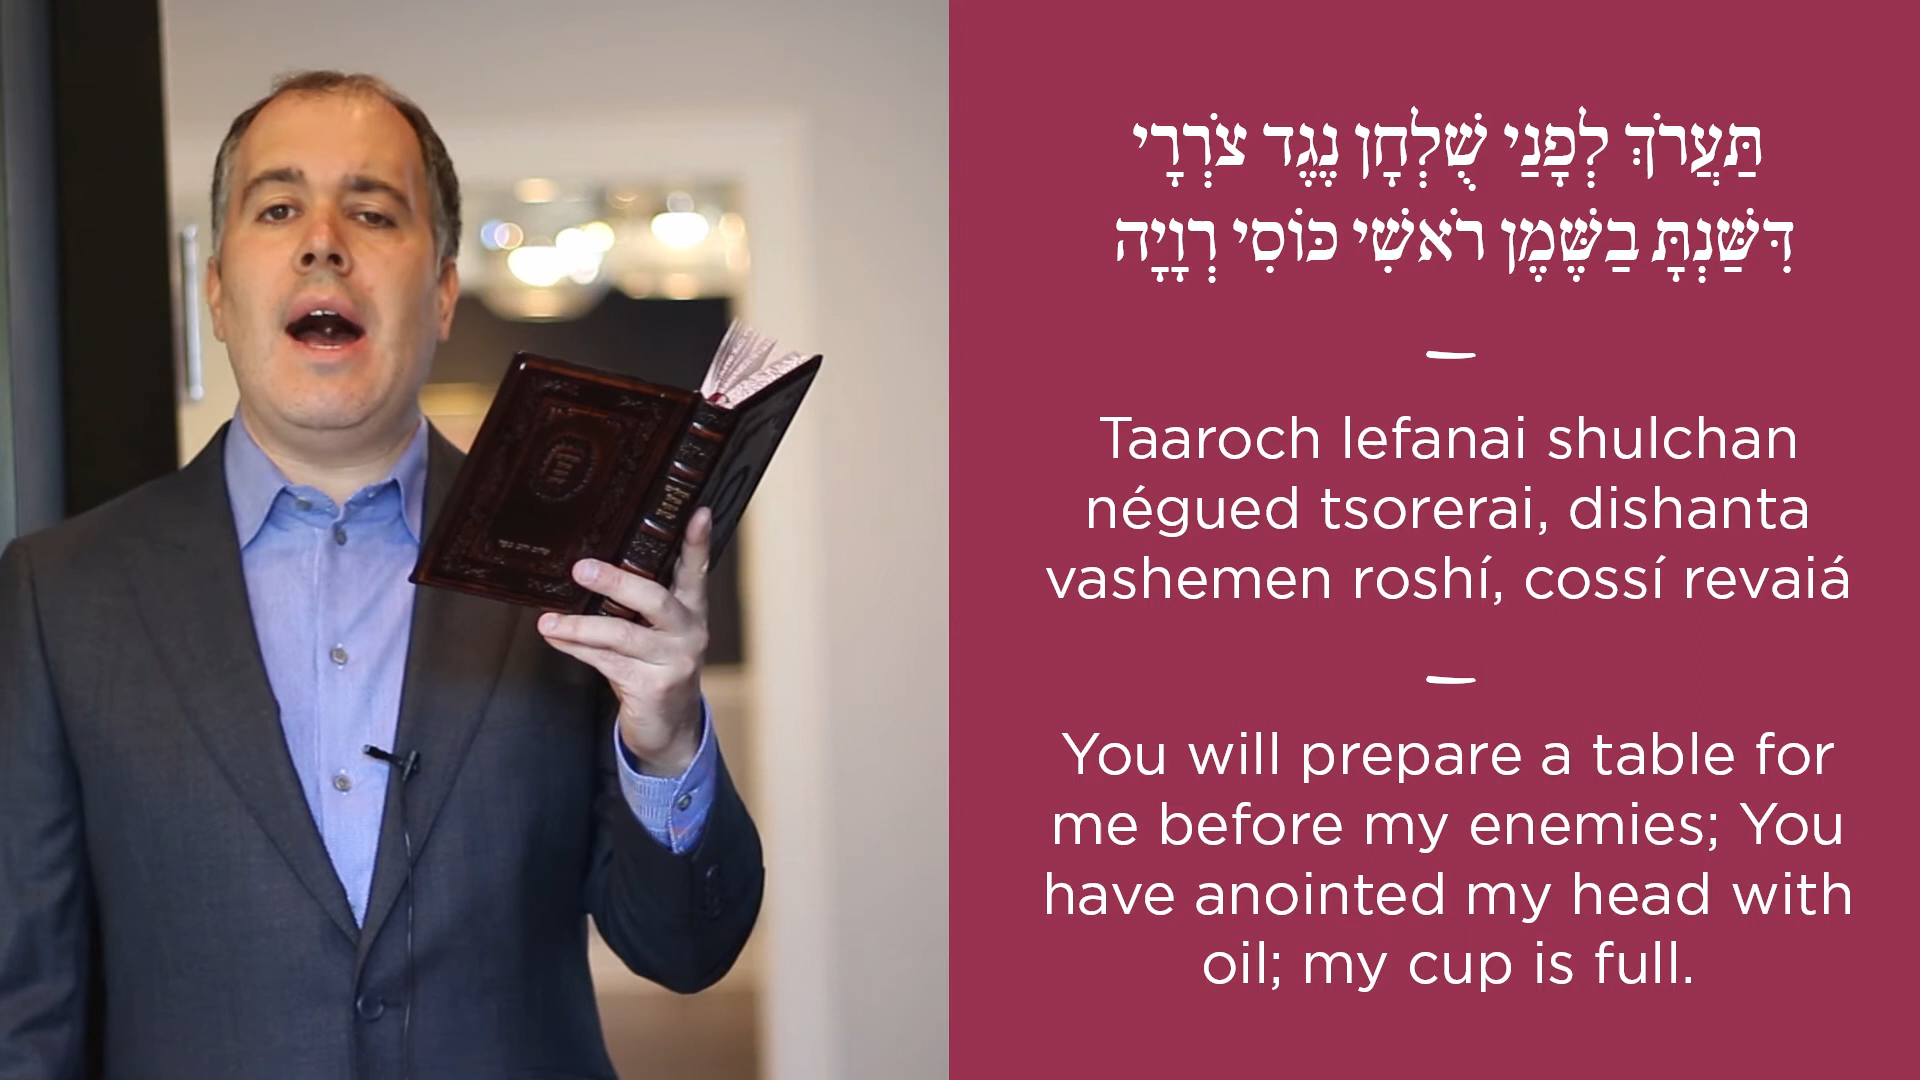 תַּעֲרֹךְ לְפָנַי שֻׁלְחָן נֶגֶד צֹרְרָי
דִּשַּׁנְתָּ בַשֶּׁמֶן רֹאשִׁי כּוֹסִי רְוָיָה
Taaroch lefanai shulchan
négued tsorerai, dishanta
vashemen roshí, cossí revaiá
You will prepare a table for
me before my enemies; You
have anointed my head with
oil; my cup is full.